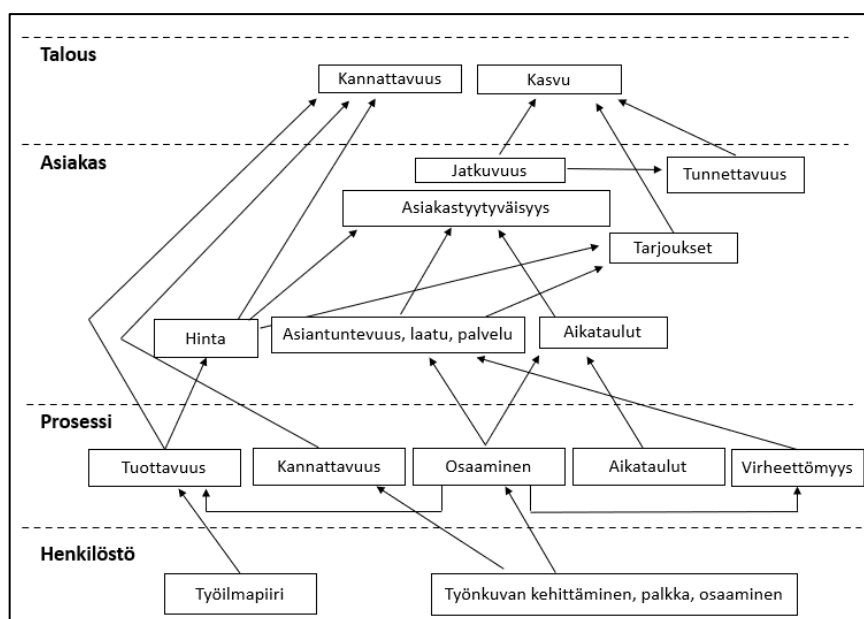 Talous
Kannattavuus
Kasvu
Asiakas
Jatkuvuus
Tunnettavuus
Asiakastyytyväisyys
Tarjoukset
Hinta
Asiantuntevuus, laatu, palvelu
Aikataulut
Prosessi
Tuottavuus
Kannattavuus
Osaaminen
Aikataulut
Virheettömyys
Henkilöstö
Työilmapiiri
Työnkuvan kehittäminen, palkka, osaaminen